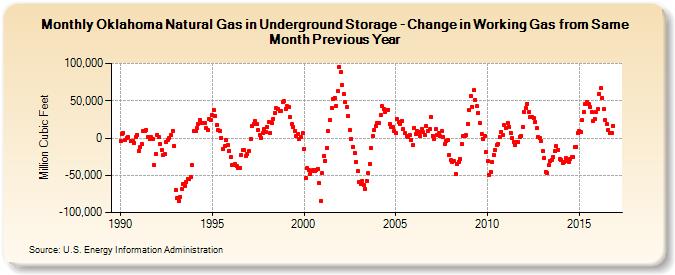 Monthly Oklahoma Natural Gas in Underground Storage - Change in Working Gas from Same
Month Previous Year
Million Cubic Feet
100,000
50,000
0
-50,000
-100,000
1990
1995
2000
2005
2010
2015
Source: U.S. Energy Information Administration